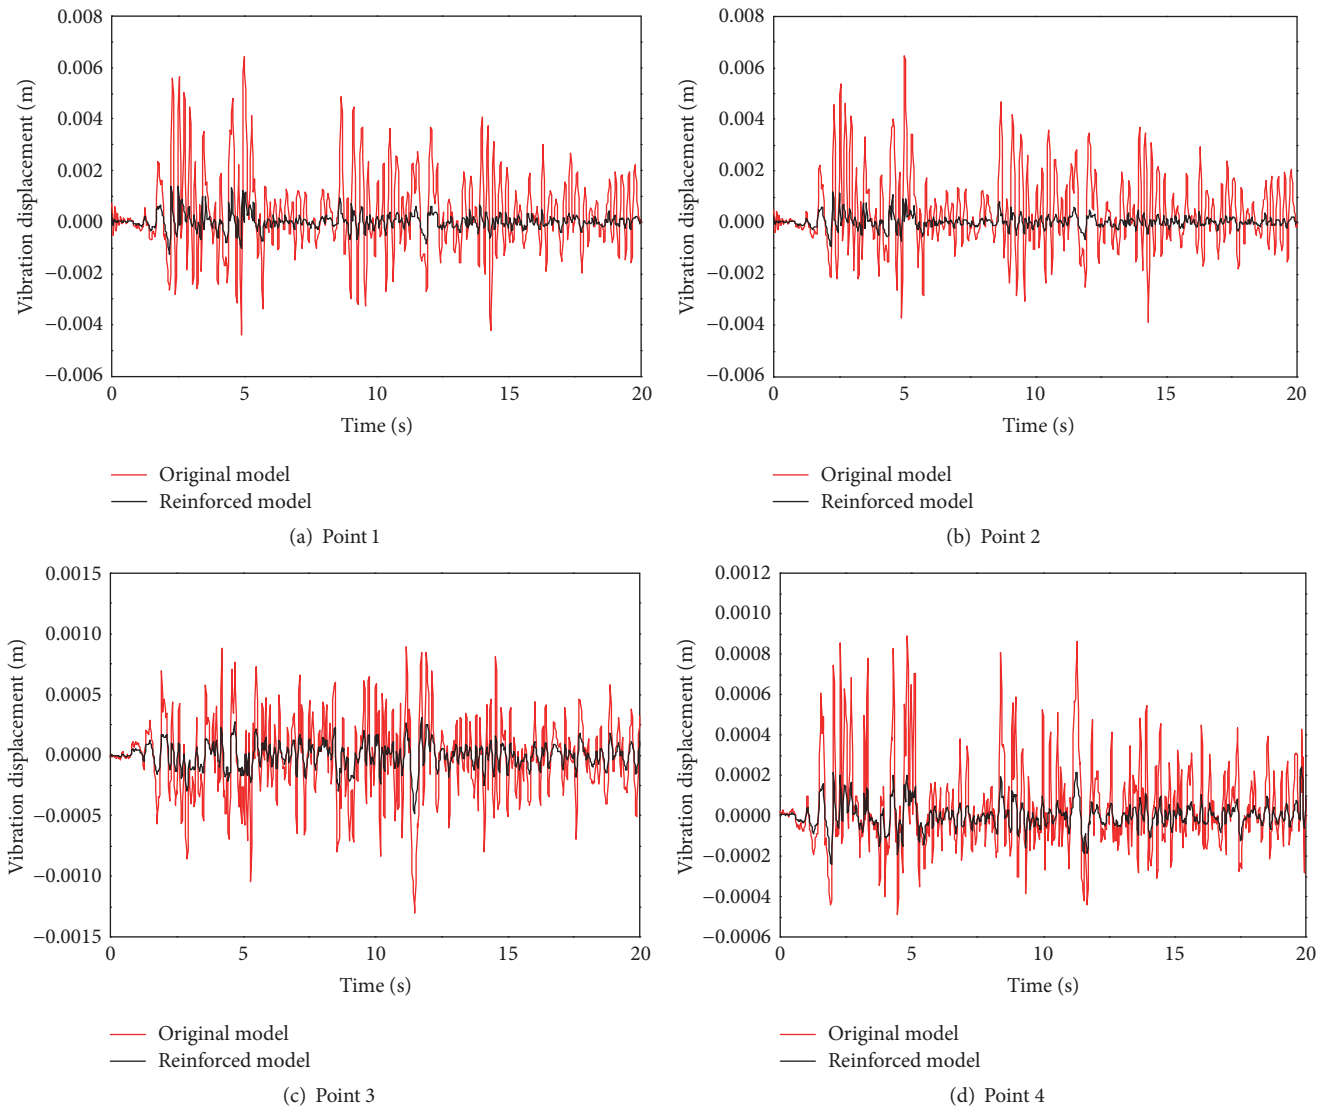 0.008
0.006
0.004
0.002
0.000
−0.002
−0.004
−0.006
Vibration displacement (m)
0 5 10 15 20
Time (s)
Original model
Reinforced model
(a) Point 1
0.008
0.006
0.004
0.002
0.000
−0.002
−0.004
−0.006
Vibration displacement (m)
0 5 10 15 20
Time (s)
Original model
Reinforced model
(b) Point 2
0.0015
0.0010
0.0005
0.0000
−0.0005
−0.0010
−0.0015
Vibration displacement (m)
0 5 10 15 20
Time (s)
Original model
Reinforced model
(c) Point 3
0.0012
0.0010
0.0008
0.0006
0.0004
0.0002
0.0000
−0.0002
−0.0004
−0.0006
Vibration displacement (m)
0 5 10 15 20
Time (s)
Original model
Reinforced model
(d) Point 4